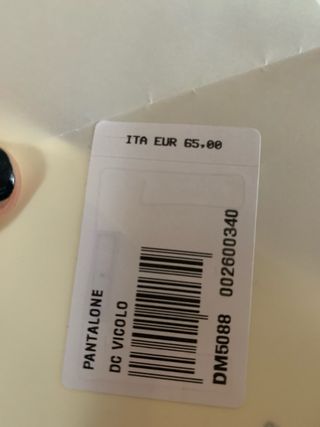 ITA EUR 65,00
PANTALONE
DC VICOLO
DM5088 002600340